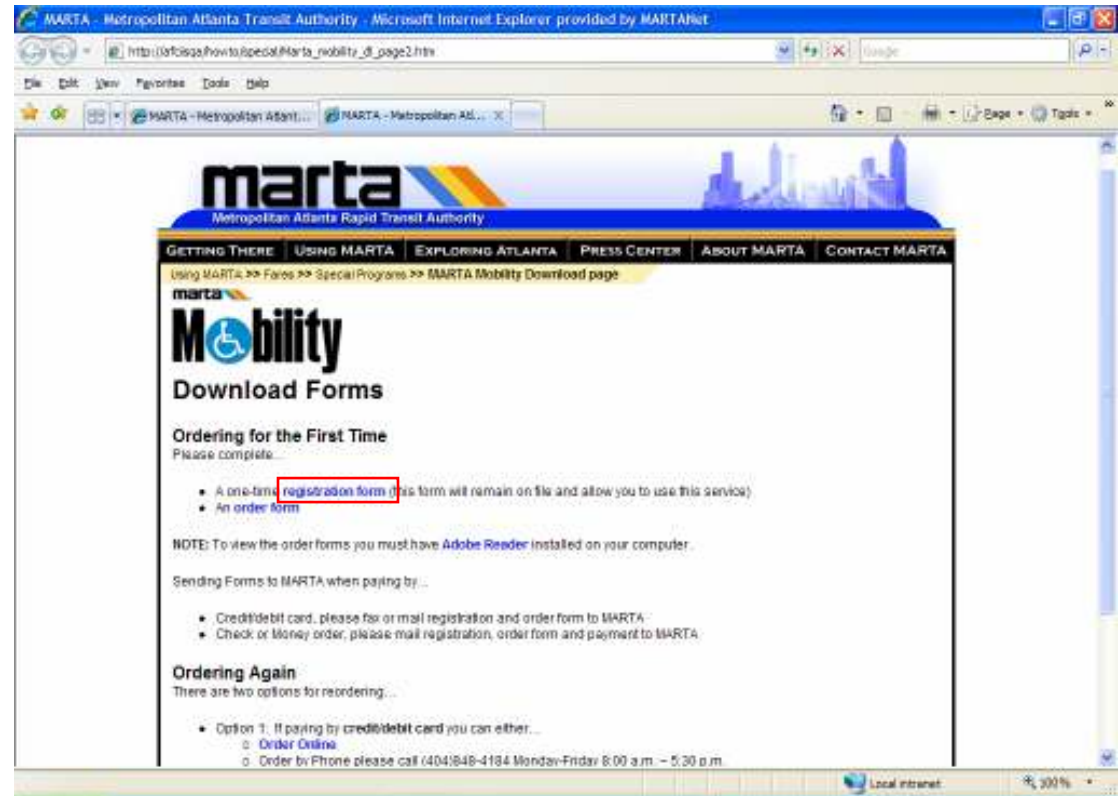 MARTA - Metropolitan Atlanta Transit Authority - Microsoft Internet Explorer provided by MARTANet
http://afcisqa/howto/special/Marta_mobility_dl_page2.htm
Google
File Edit View Favorites Tools Help
MARTA - Metropolitan Atlant... MARTA - Metropolitan Atl... Page Tools
marta
Metropolitan Atlanta Rapid Transit Authority
GETTING THERE USING MARTA EXPLORING ATLANTA PRESS CENTER ABOUT MARTA CONTACT MARTA
Using MARTA >> Fares >> Special Programs >> MARTA Mobility Download page
marta
Mobility
Download Forms
Ordering for the First Time
Please complete...
• A one-time registration form (this form will remain on file and allow you to use this service)
• An order form
NOTE: To view the order forms you must have Adobe Reader installed on your computer.
Sending Forms to MARTA when paying by...
• Credit/debit card, please fax or mail registration and order form to MARTA
• Check or Money order, please mail registration, order form and payment to MARTA
Ordering Again
There are two options for reordering...
• Option 1: If paying by credit/debit card you can either...
o Order Online
o Order by Phone please call (404)848-4184 Monday-Friday 8:00 a.m. – 5:30 p.m.
Local intranet 100%